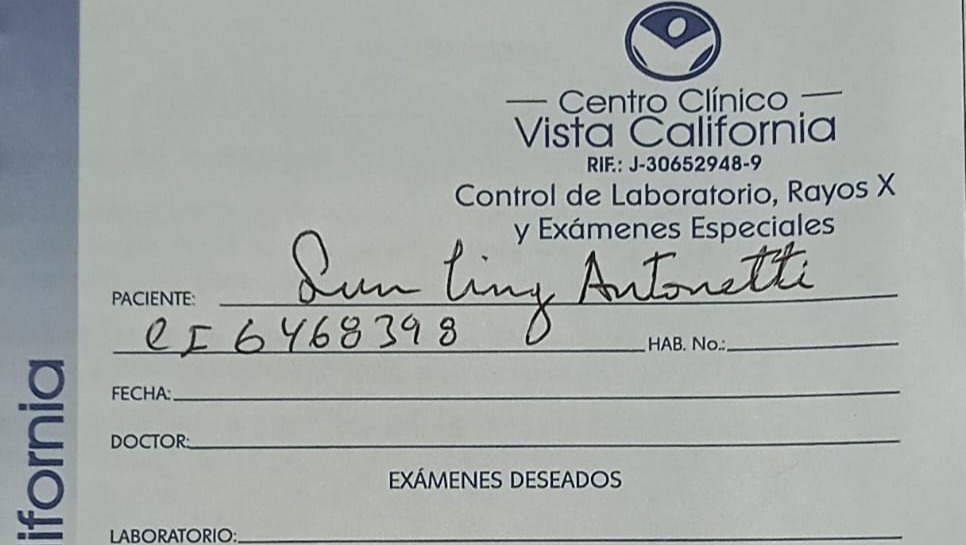 Centro Clínico
Vista California
RIF.: J-30652948-9
Control de Laboratorio, Rayos X
y Exámenes Especiales
PACIENTE: Sun Ling Antonetti
CI 6468398 HAB. No.:
FECHA:
DOCTOR:
EXÁMENES DESEADOS
LABORATORIO:
ifornia